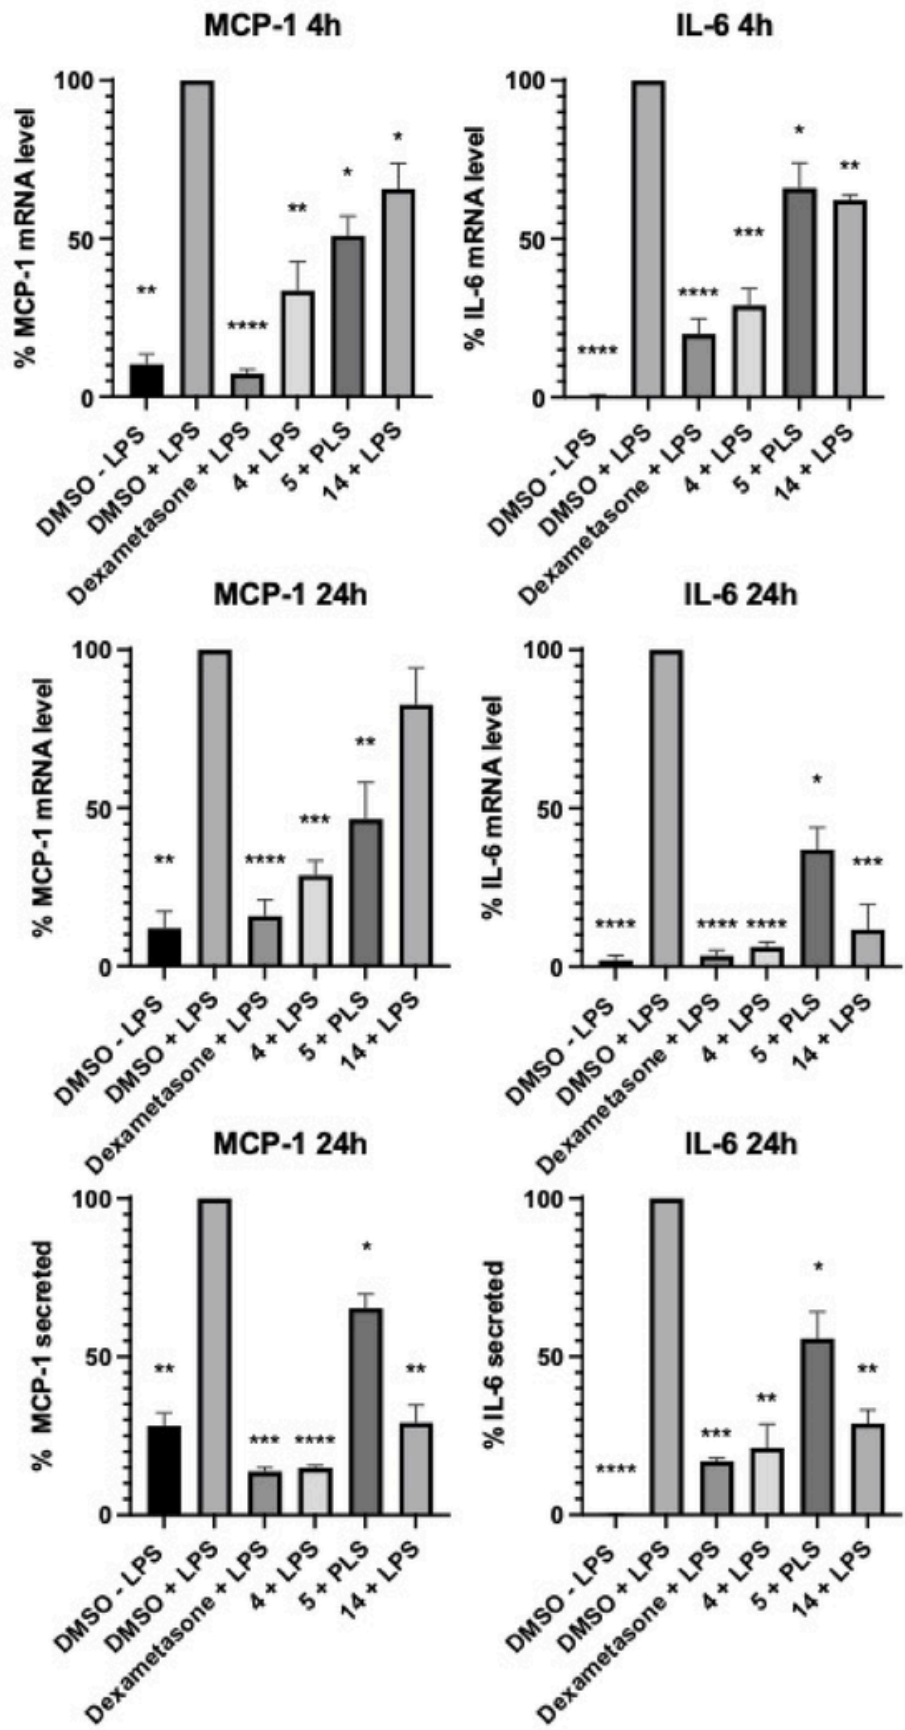 MCP-1 4h
% MCP-1 mRNA level
100
50
0
**
****
**
*
*
DMSO - LPS
DMSO + LPS
Dexametasone + LPS
4 + LPS
5 + PLS
14 + LPS
IL-6 4h
% IL-6 mRNA level
100
50
0
****
****
***
*
**
DMSO - LPS
DMSO + LPS
Dexametasone + LPS
4 + LPS
5 + PLS
14 + LPS
MCP-1 24h
% MCP-1 mRNA level
100
50
0
**
****
***
**
DMSO - LPS
DMSO + LPS
Dexametasone + LPS
4 + LPS
5 + PLS
14 + LPS
IL-6 24h
% IL-6 mRNA level
100
50
0
****
****
****
*
***
DMSO - LPS
DMSO + LPS
Dexametasone + LPS
4 + LPS
5 + PLS
14 + LPS
MCP-1 24h
% MCP-1 secreted
100
50
0
**
***
****
*
**
DMSO - LPS
DMSO + LPS
Dexametasone + LPS
4 + LPS
5 + PLS
14 + LPS
IL-6 24h
% IL-6 secreted
100
50
0
****
***
**
*
**
DMSO - LPS
DMSO + LPS
Dexametasone + LPS
4 + LPS
5 + PLS
14 + LPS